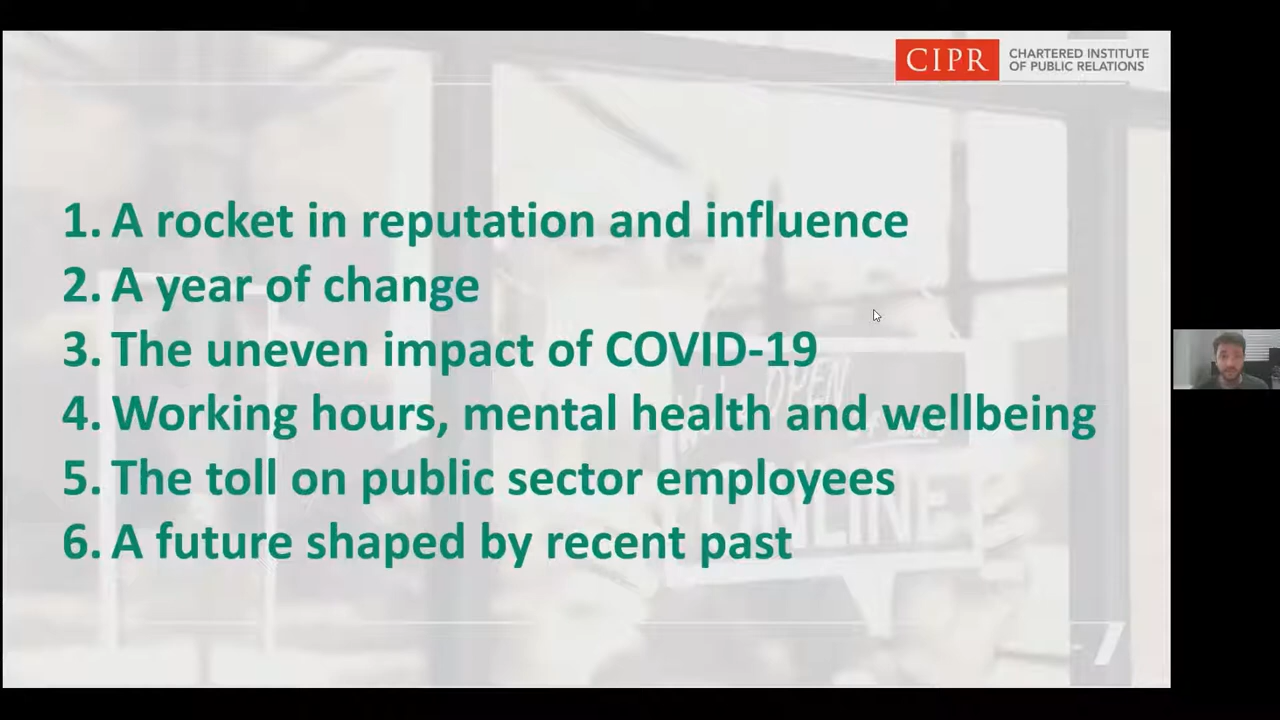 CIPR
CHARTERED INSTITUTE
OF PUBLIC RELATIONS
1. A rocket in reputation and influence
2. A year of change
3. The uneven impact of COVID-19
4. Working hours, mental health and wellbeing
5. The toll on public sector employees
6. A future shaped by recent past
OPEN
ONLINE